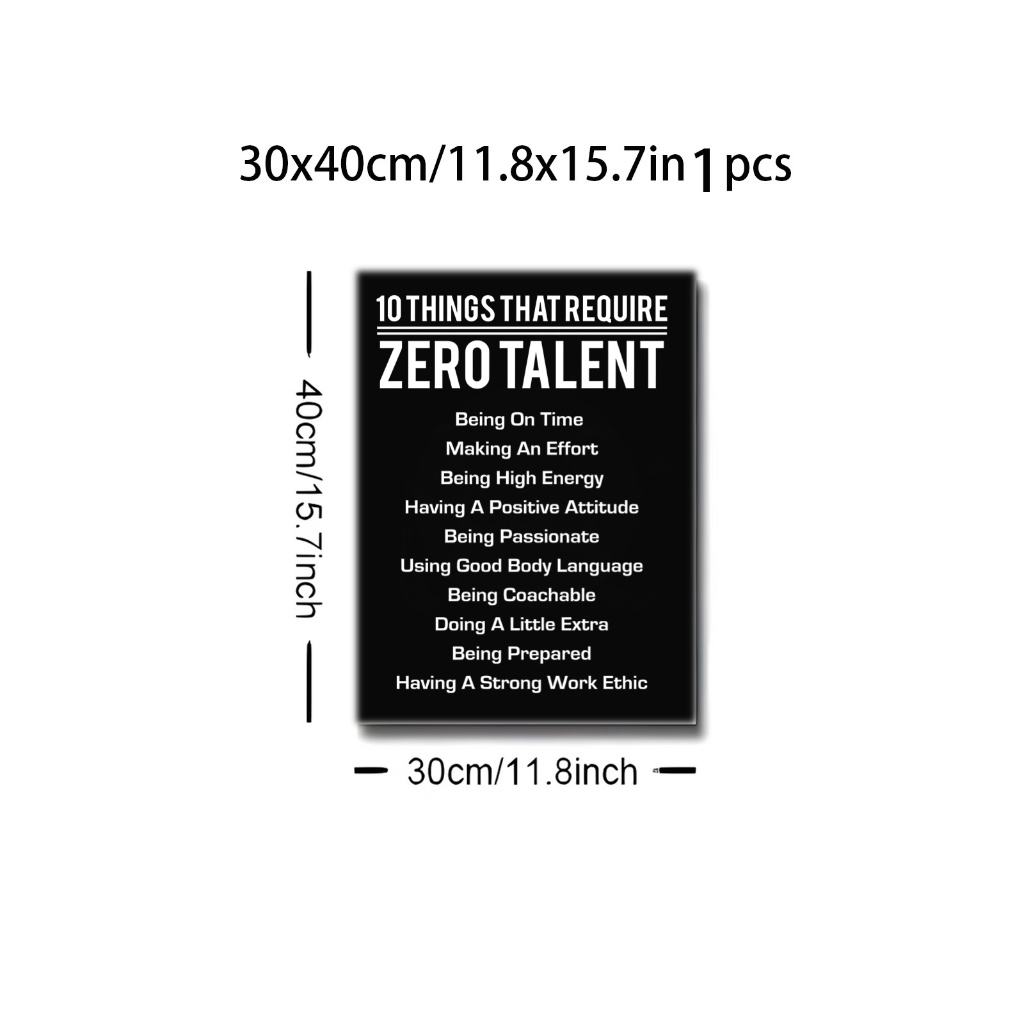 30x40cm/11.8x15.7in 1 pcs
10 THINGS THAT REQUIRE
ZERO TALENT
Being On Time
Making An Effort
Being High Energy
Having A Positive Attitude
Being Passionate
Using Good Body Language
Being Coachable
Doing A Little Extra
Being Prepared
Having A Strong Work Ethic
40cm/15.7inch
30cm/11.8inch